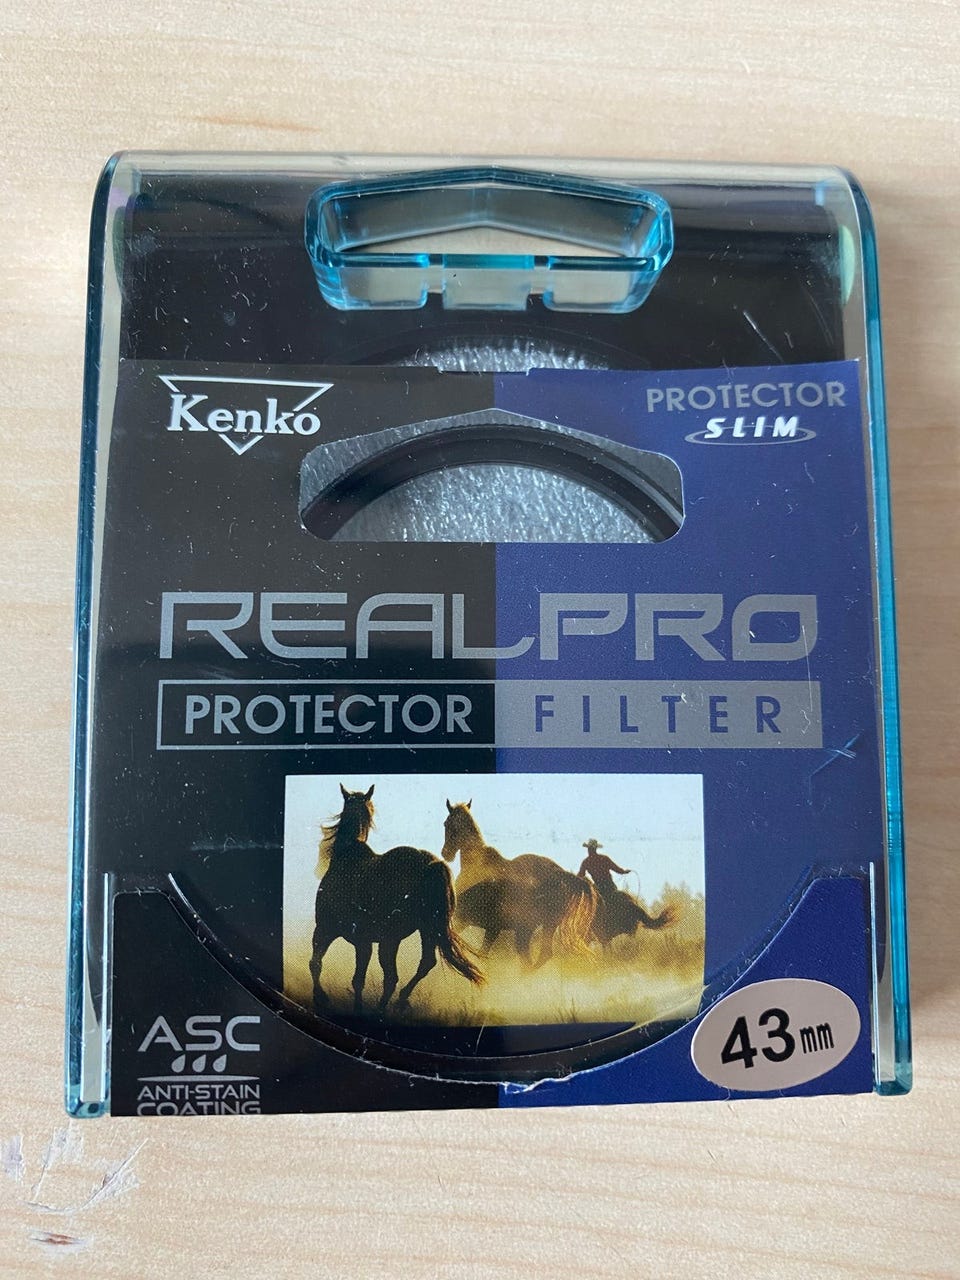 Kenko
PROTECTOR
SLIM
REALPRO
PROTECTOR FILTER
ASC
ANTI-STAIN
COATING
43mm